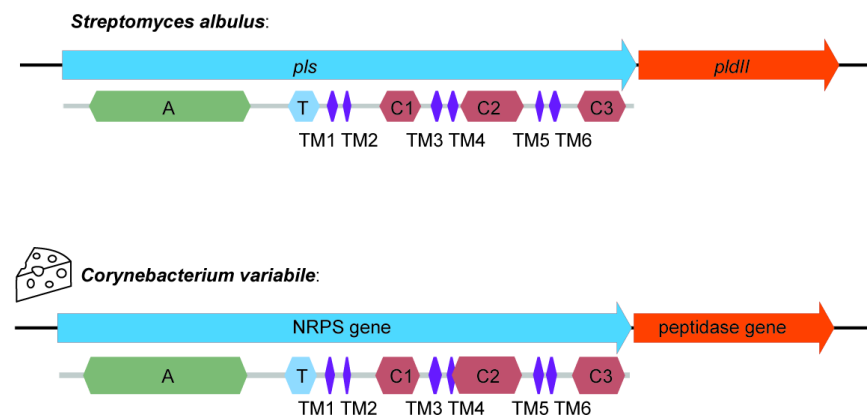 Streptomyces albulus:
pls pldII
A T C1 C2 C3
TM1 TM2 TM3 TM4 TM5 TM6
Corynebacterium variabile:
NRPS gene peptidase gene
A T C1 C2 C3
TM1 TM2 TM3 TM4 TM5 TM6